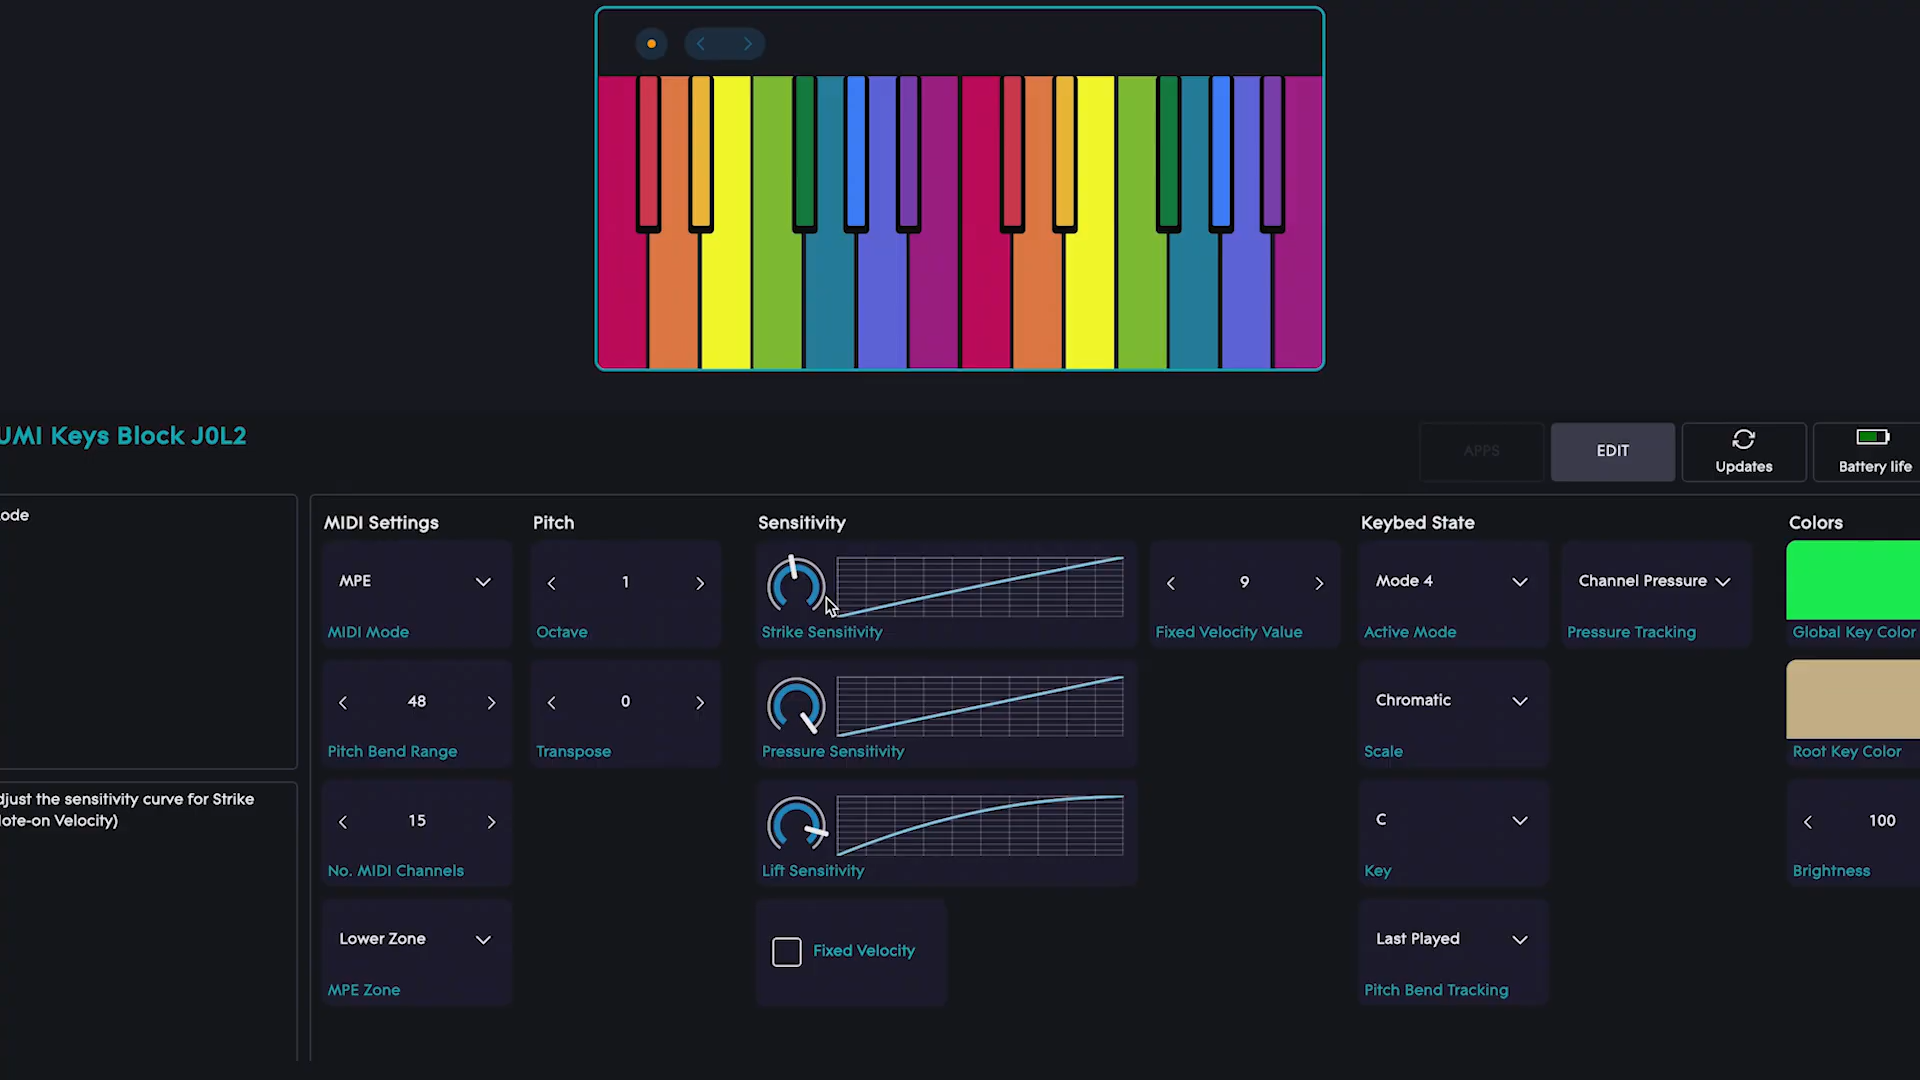 UMI Keys Block J0L2
APPS
EDIT
Updates
Battery life
ode
djust the sensitivity curve for Strike
lote-on Velocity)
MIDI Settings
MPE
MIDI Mode
48
Pitch Bend Range
15
No. MIDI Channels
Lower Zone
MPE Zone
Pitch
1
Octave
0
Transpose
Sensitivity
Strike Sensitivity
Pressure Sensitivity
Lift Sensitivity
Fixed Velocity
9
Fixed Velocity Value
Keybed State
Mode 4
Active Mode
Chromatic
Scale
C
Key
Last Played
Pitch Bend Tracking
Channel Pressure
Pressure Tracking
Colors
Global Key Color
Root Key Color
100
Brightness